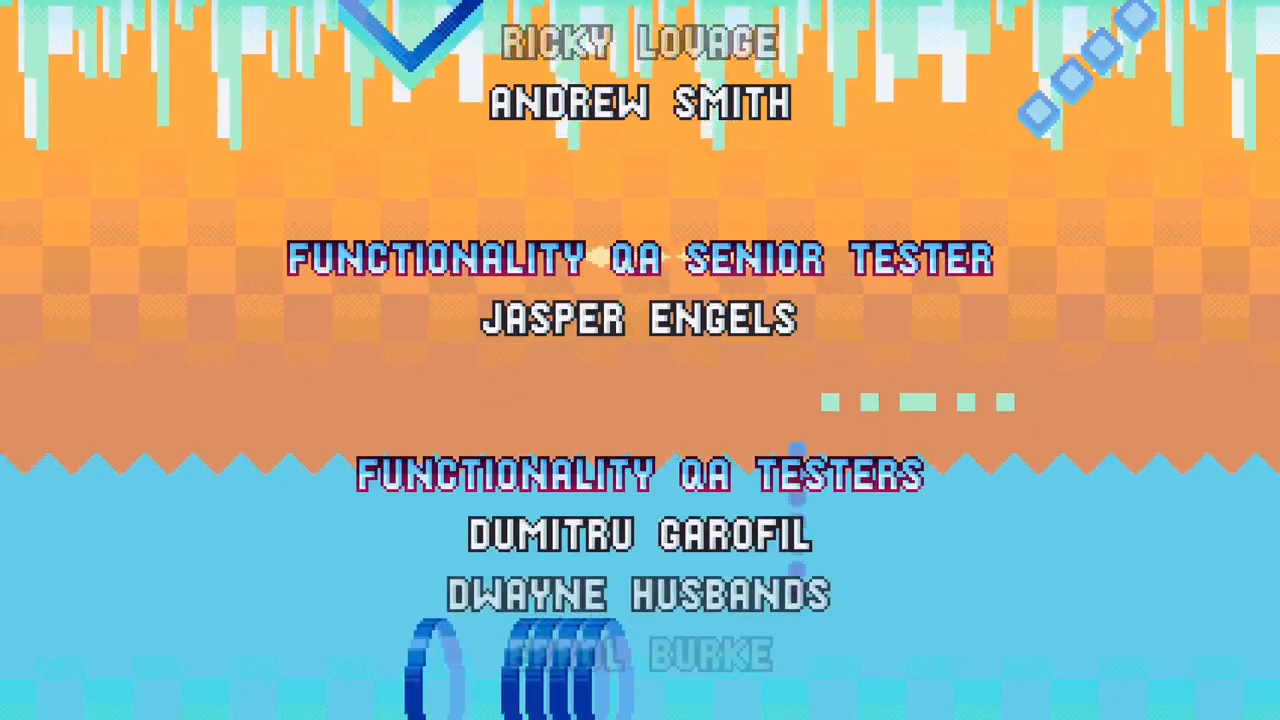 RICKY LOVAGE
ANDREW SMITH
FUNCTIONALITY QA SENIOR TESTER
JASPER ENGELS
FUNCTIONALITY QA TESTERS
DUMITRU GAROFIL
DWAYNE HUSBANDS
BURKE